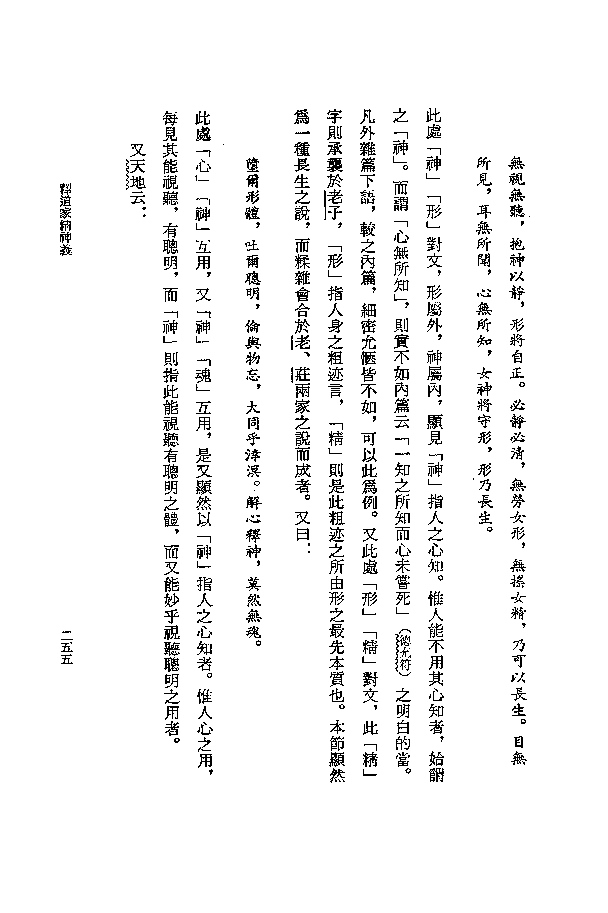 無視無聽，抱神以靜，形將自正。必靜必清，無勞女形，無搖女精，乃可以長生。目無
所見，耳無所聞，心無所知，女神將守形，形乃長生。
此處「神」「形」對文，形屬外，神屬內，顯見「神」指人之心知。惟人能不用其心知者，始謂
之「神」。而謂「心無所知」，則實不如內篇云「一知之所知而心未嘗死」（德充符）之明白的當。
凡外雜篇下語，較之內篇，細密允愜皆不如，可以此爲例。又此處「形」「精」對文，此「精」
字則承襲於老子，「形」指人身之粗迹言，「精」則是此粗迹之所由形之最先本質也。本節顯然
爲一種長生之說，而糅雜會合於老、莊兩家之說而成者。又曰：
墮爾形體，吐爾聰明，倫與物忘，大同乎涬溟。解心釋神，莫然無魂。
此處「心」「神」互用，又「神」「魂」互用，是又顯然以「神」指人之心知者。惟人心之用，
每見其能視聽，有聰明，而「神」則指此能視聽有聰明之體，而又能妙乎視聽聰明之用者。
又天地云：
釋道家精神義
二五五